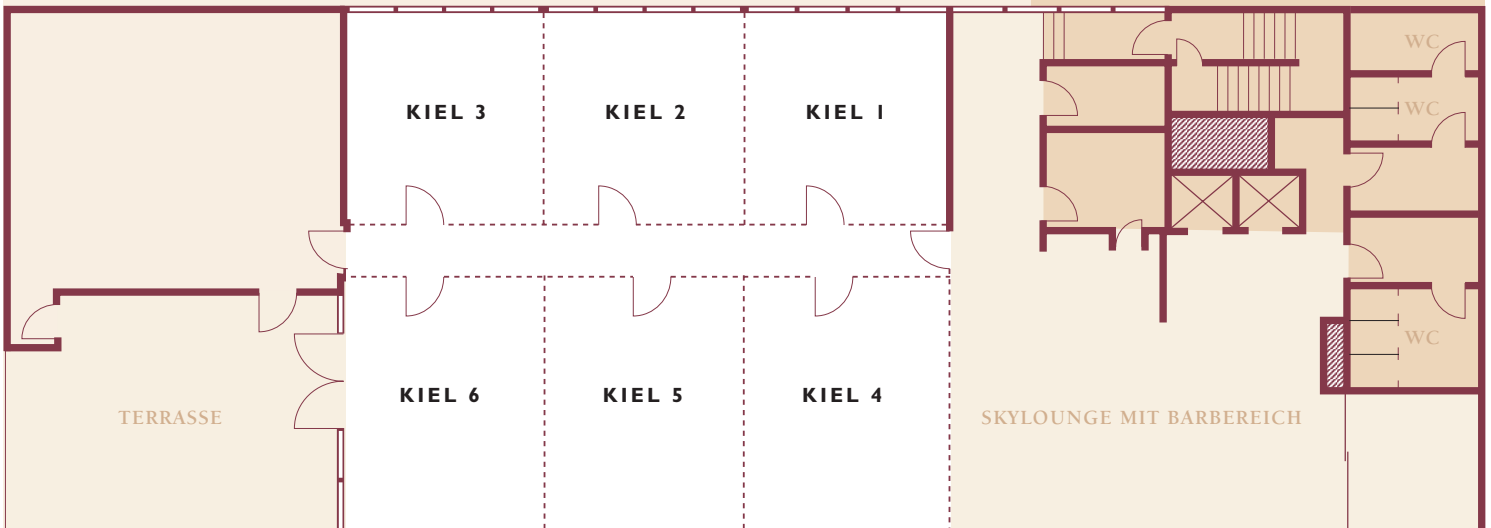 WC
WC
KIEL 3
KIEL 2
KIEL 1
WC
KIEL 6
KIEL 5
KIEL 4
TERRASSE
SKYLOUNGE MIT BARBEREICH